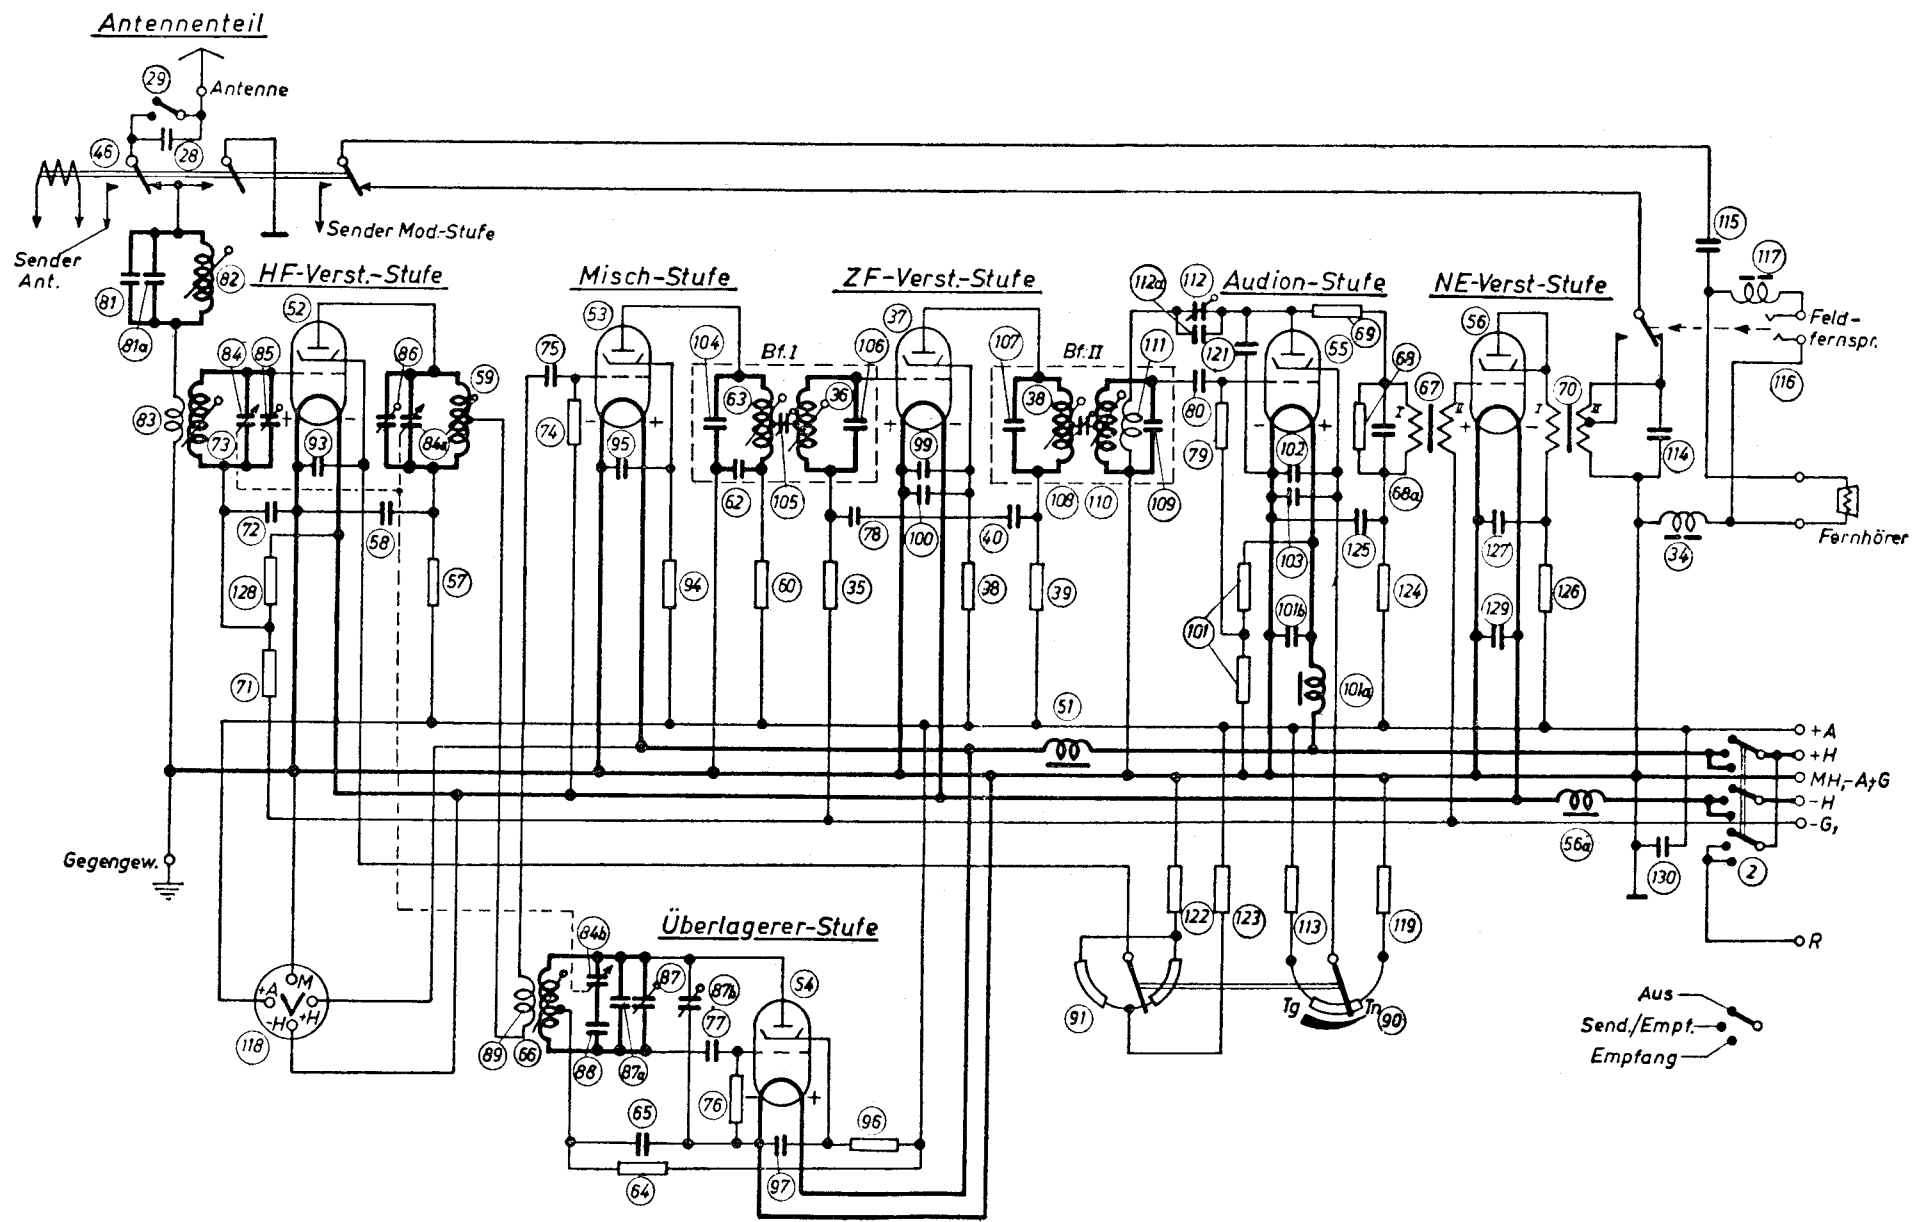 Antennenteil
29
Antenne
46
28
Sender Ant.
Sender Mod-Stufe
81
81a
82
HF-Verst.-Stufe
Misch-Stufe
ZF-Verst.-Stufe
Audion-Stufe
NE-Verst-Stufe
115
117
52
53
37
112a
112
55
56
Feld-
fernspr.
116
84
85
86
59
75
104
Bf.I
106
107
Bf.II
111
121
69
68
67
I
II
70
I
II
83
73
93
+
-
84a
74
-
+
95
63
36
-
+
99
38
80
79
-
+
102
+
-
114
72
58
62
105
78
100
40
108
110
109
103
125
68a
127
34
Fernhörer
128
57
94
60
35
38
39
101
101b
124
129
126
71
51
101a
+A
+H
MH,-A,+G
-H
-G,
56a
130
2
R
Gegengew.
Überlagerer-Stufe
122
123
113
119
118
+A
M
-H
+H
84b
87
87b
54
77
89
66
88
87a
76
-
+
65
96
64
97
91
Tg
Tn
90
Aus
Send./Empf.
Empfang